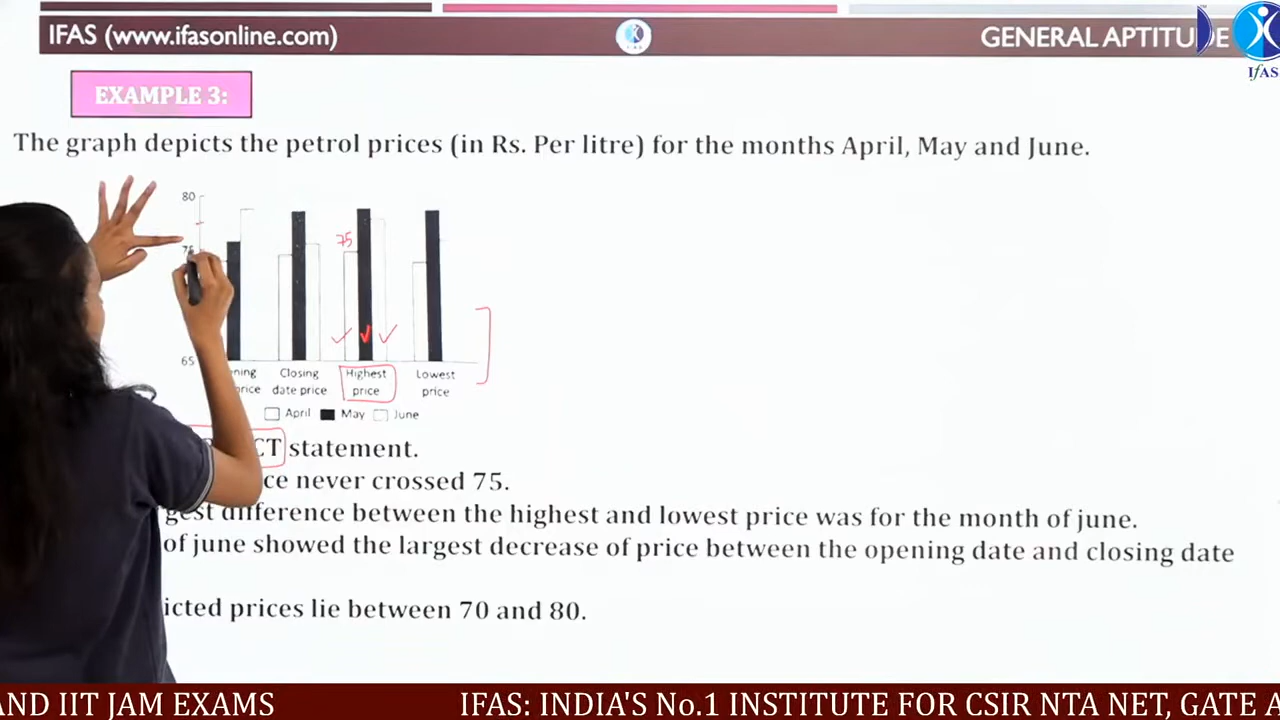 IFAS (www.ifasonline.com)
GENERAL APTITUDE
IfAS
EXAMPLE 3:
The graph depicts the petrol prices (in Rs. Per litre) for the months April, May and June.
80
75
75
65
Closing
date price
Highest
price
Lowest
price
April May June
statement.
never crossed 75.
difference between the highest and lowest price was for the month of june.
of june showed the largest decrease of price between the opening date and closing date
prices lie between 70 and 80.
AND IIT JAM EXAMS IFAS: INDIA'S No.1 INSTITUTE FOR CSIR NTA NET, GATE